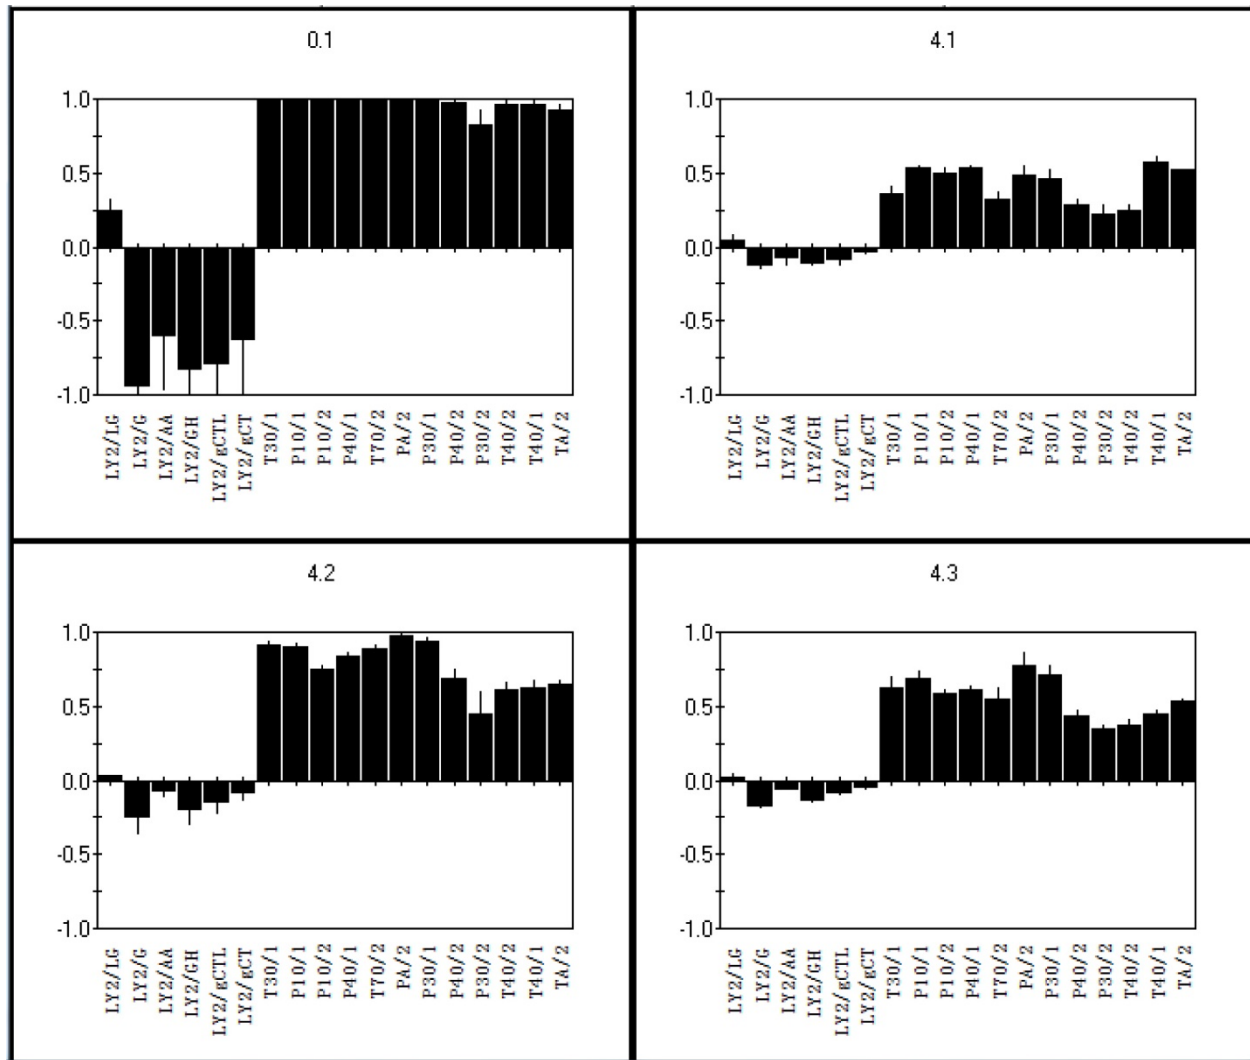 0.1
1.0
0.5
0.0
-0.5
-1.0
LY2/LG
LY2/G
LY2/AA
LY2/GH
LY2/gCTL
LY2/gCT
T30/1
P10/1
P10/2
P40/1
T70/2
PA/2
P30/1
P40/2
P30/2
T40/2
T40/1
TA/2
4.1
1.0
0.5
0.0
-0.5
-1.0
LY2/LG
LY2/G
LY2/AA
LY2/GH
LY2/gCTL
LY2/gCT
T30/1
P10/1
P10/2
P40/1
T70/2
PA/2
P30/1
P40/2
P30/2
T40/2
T40/1
TA/2
4.2
1.0
0.5
0.0
-0.5
-1.0
LY2/LG
LY2/G
LY2/AA
LY2/GH
LY2/gCTL
LY2/gCT
T30/1
P10/1
P10/2
P40/1
T70/2
PA/2
P30/1
P40/2
P30/2
T40/2
T40/1
TA/2
4.3
1.0
0.5
0.0
-0.5
-1.0
LY2/LG
LY2/G
LY2/AA
LY2/GH
LY2/gCTL
LY2/gCT
T30/1
P10/1
P10/2
P40/1
T70/2
PA/2
P30/1
P40/2
P30/2
T40/2
T40/1
TA/2